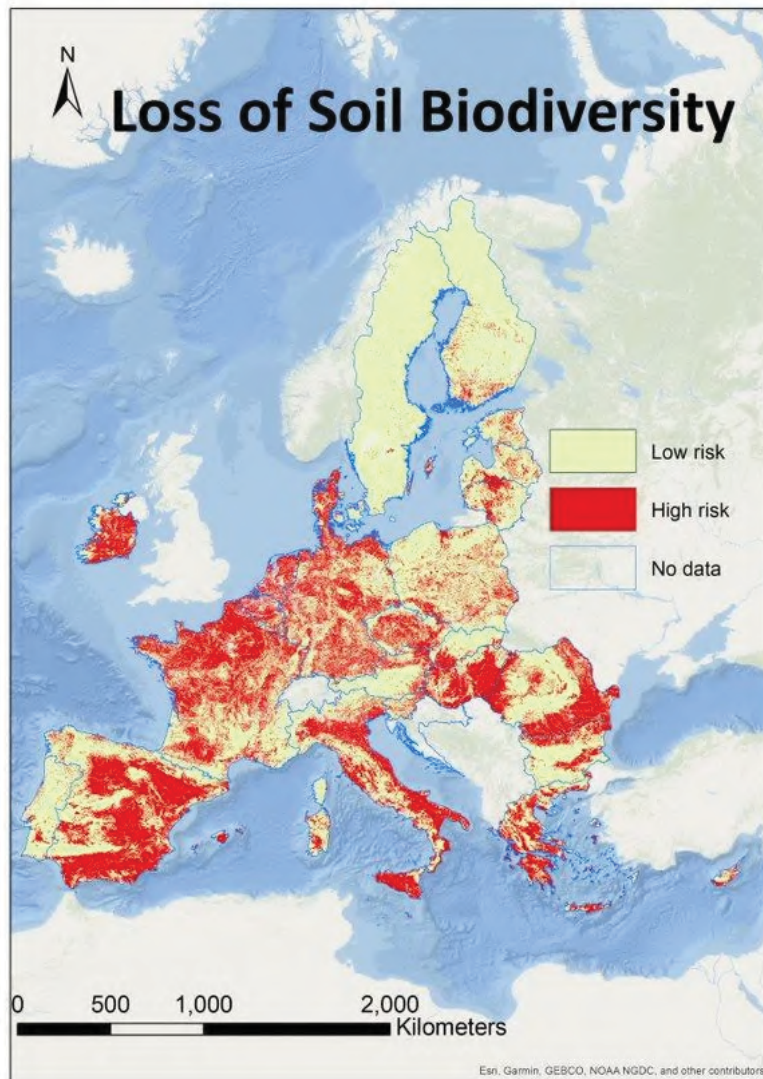 N
Loss of Soil Biodiversity
Low risk
High risk
No data
0 500 1,000 2,000
Kilometers
Esri, Garmin, GEBCO, NOAA NGDC, and other contributors